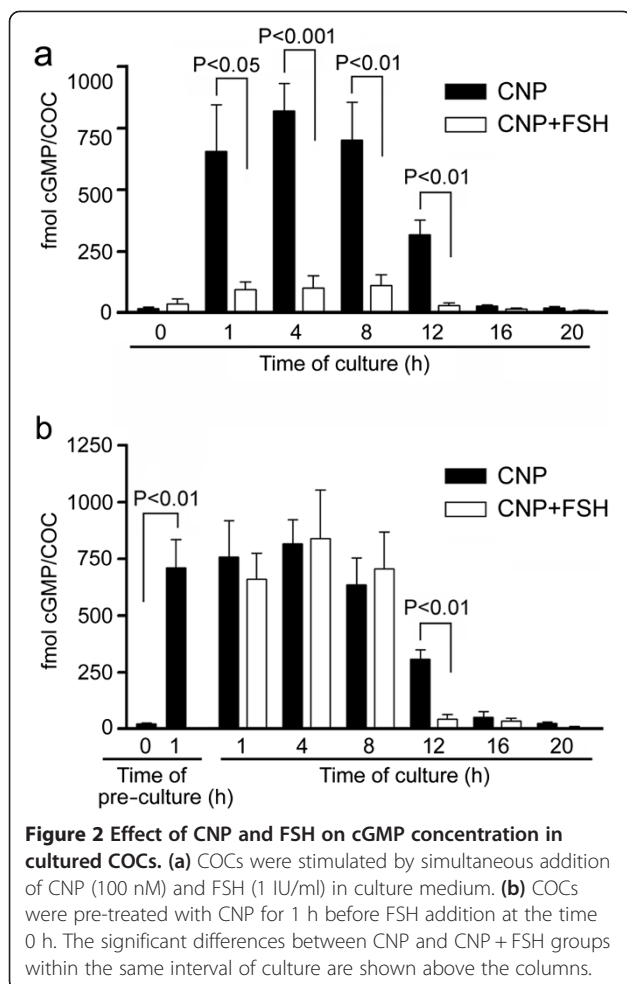 a
P<0.05
P<0.001
P<0.01
P<0.01
CNP
CNP+FSH
fmol cGMP/COC
1000
750
500
250
0
0 1 4 8 12 16 20
Time of culture (h)
b
P<0.01
P<0.01
CNP
CNP+FSH
fmol cGMP/COC
1250
1000
750
500
250
0
0 1 1 4 8 12 16 20
Time of
pre-culture (h)
Time of culture (h)
Figure 2 Effect of CNP and FSH on cGMP concentration in
cultured COCs. (a) COCs were stimulated by simultaneous addition
of CNP (100 nM) and FSH (1 IU/ml) in culture medium. (b) COCs
were pre-treated with CNP for 1 h before FSH addition at the time
0 h. The significant differences between CNP and CNP + FSH groups
within the same interval of culture are shown above the columns.